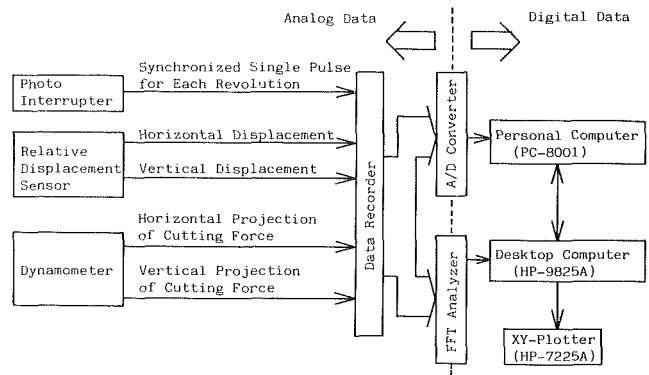 Analog Data
Digital Data
Synchronized Single Pulse
for Each Revolution
Photo
Interrupter
Horizontal Displacement
Relative
Displacement
Sensor
Vertical Displacement
Horizontal Projection
of Cutting Force
Dynamometer
Vertical Projection
of Cutting Force
Data Recorder
A/D Converter
FFT Analyzer
Personal Computer
(PC-8001)
Desktop Computer
(HP-9825A)
XY-Plotter
(HP-7225A)